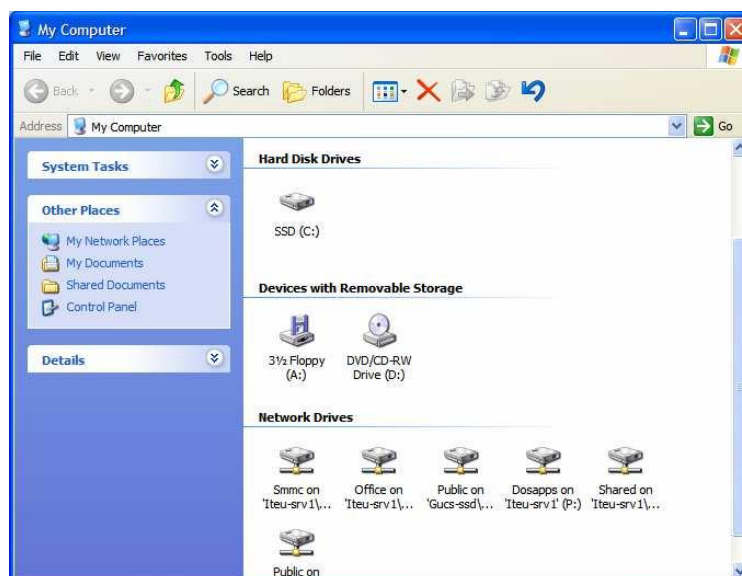 My Computer
File Edit View Favorites Tools Help
Back Search Folders
Address My Computer Go
System Tasks
Other Places
My Network Places
My Documents
Shared Documents
Control Panel
Details
Hard Disk Drives
SSD (C:)
Devices with Removable Storage
3½ Floppy
(A:)
DVD/CD-RW
Drive (D:)
Network Drives
Smmc on
'Iteu-srv1\...
Office on
'Iteu-srv1\...
Public on
'Gucs-ssd\...
Dosapps on
'Iteu-srv1' (P:)
Shared on
'Iteu-srv1\...
Public on